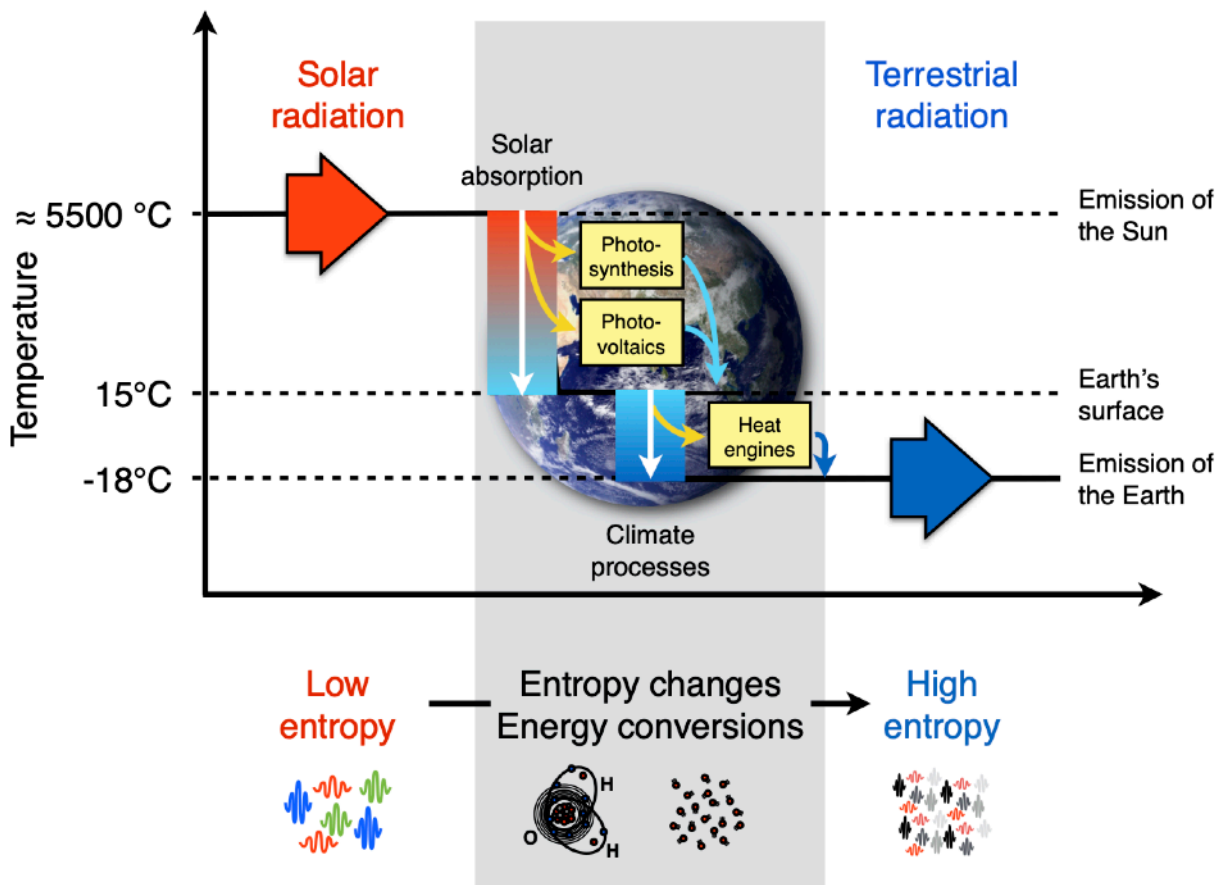 Solar
radiation
Terrestrial
radiation
Solar
absorption
Temperature
≈ 5500 °C
Emission of
the Sun
Photo-
synthesis
Photo-
voltaics
15°C
Earth's
surface
Heat
engines
-18°C
Emission of
the Earth
Climate
processes
Low
entropy
Entropy changes
Energy conversions
High
entropy
H
O
H